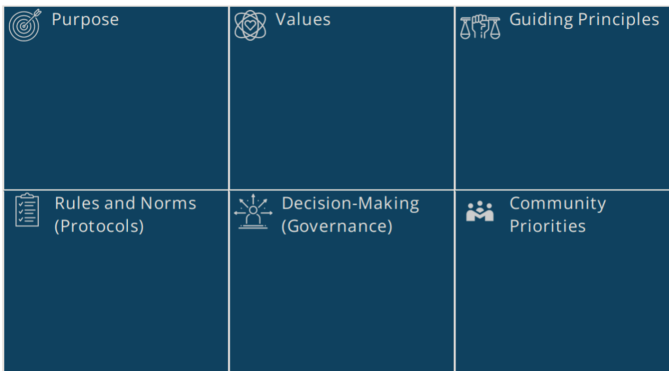 Purpose
Values
Guiding Principles
Rules and Norms
(Protocols)
Decision-Making
(Governance)
Community
Priorities